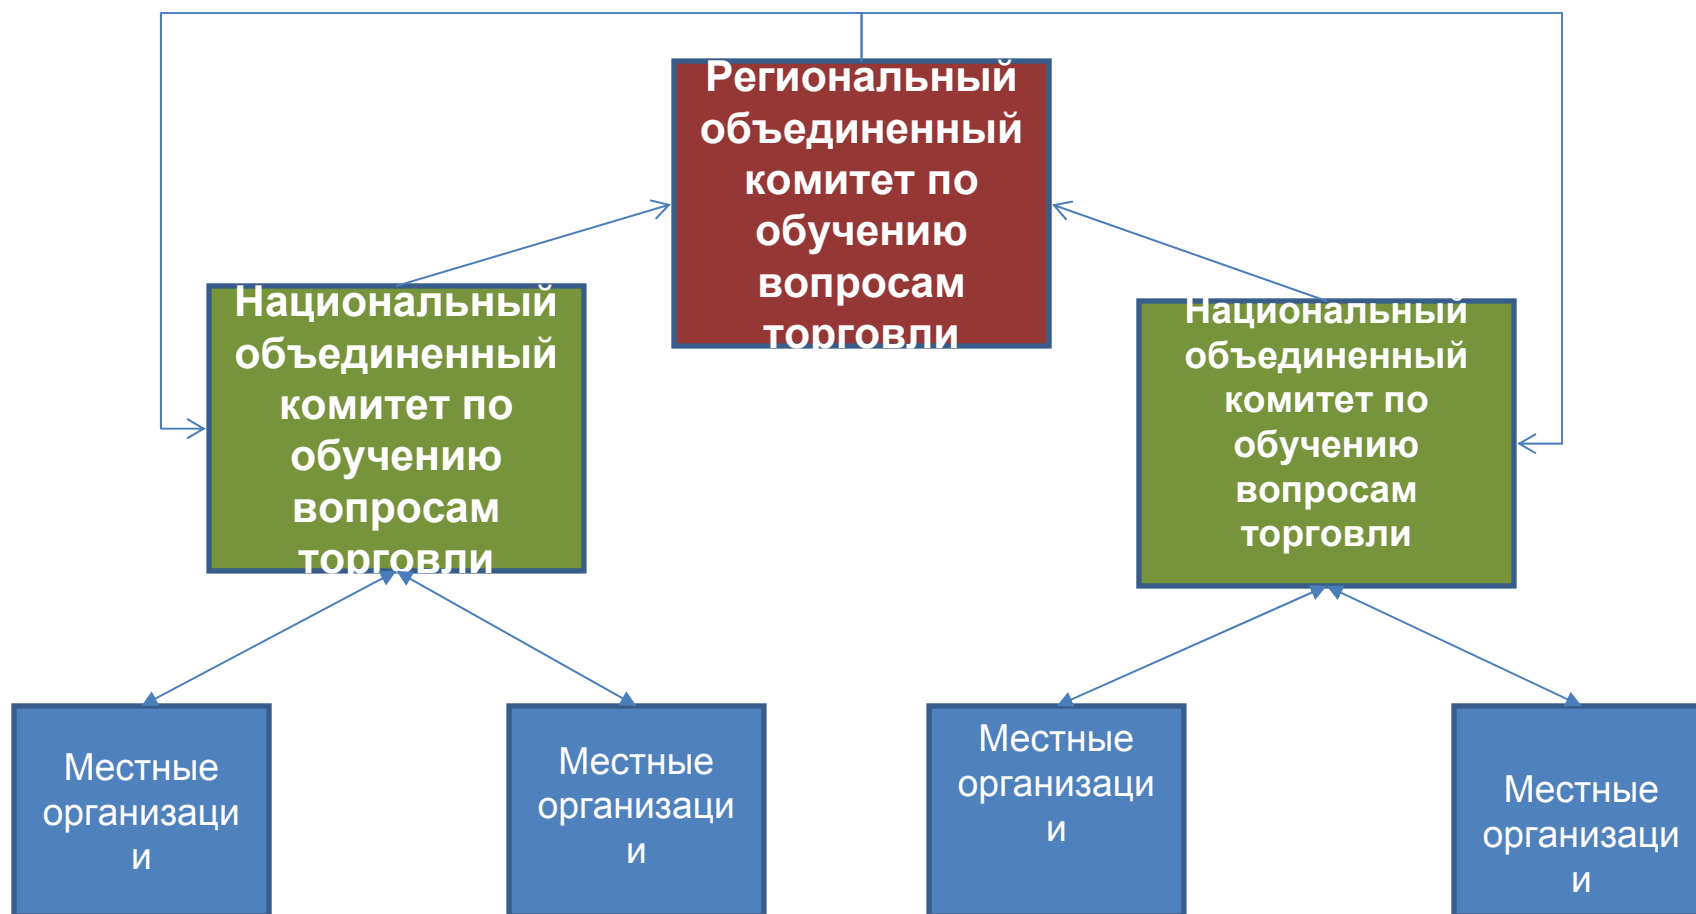 Региональный
объединенный
комитет по
обучению
вопросам
торговли
Национальный
объединенный
комитет по
обучению
вопросам
торговли
Национальный
объединенный
комитет по
обучению
вопросам
торговли
Местные
организаци
и
Местные
организаци
и
Местные
организаци
и
Местные
организаци
и